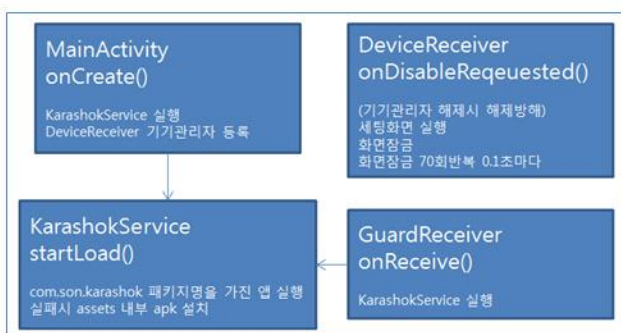 MainActivity
onCreate()
KarashokService 실행
DeviceReceiver 기기관리자 등록
DeviceReceiver
onDisableReqeuested()
(기기관리자 해제시 해제방해)
세팅화면 실행
화면잠금
화면잠금 70회반복 0.1초마다
KarashokService
startLoad()
com.son.karashok 패키지명을 가진 앱 실행
실패시 assets 내부 apk 설치
GuardReceiver
onReceive()
KarashokService 실행